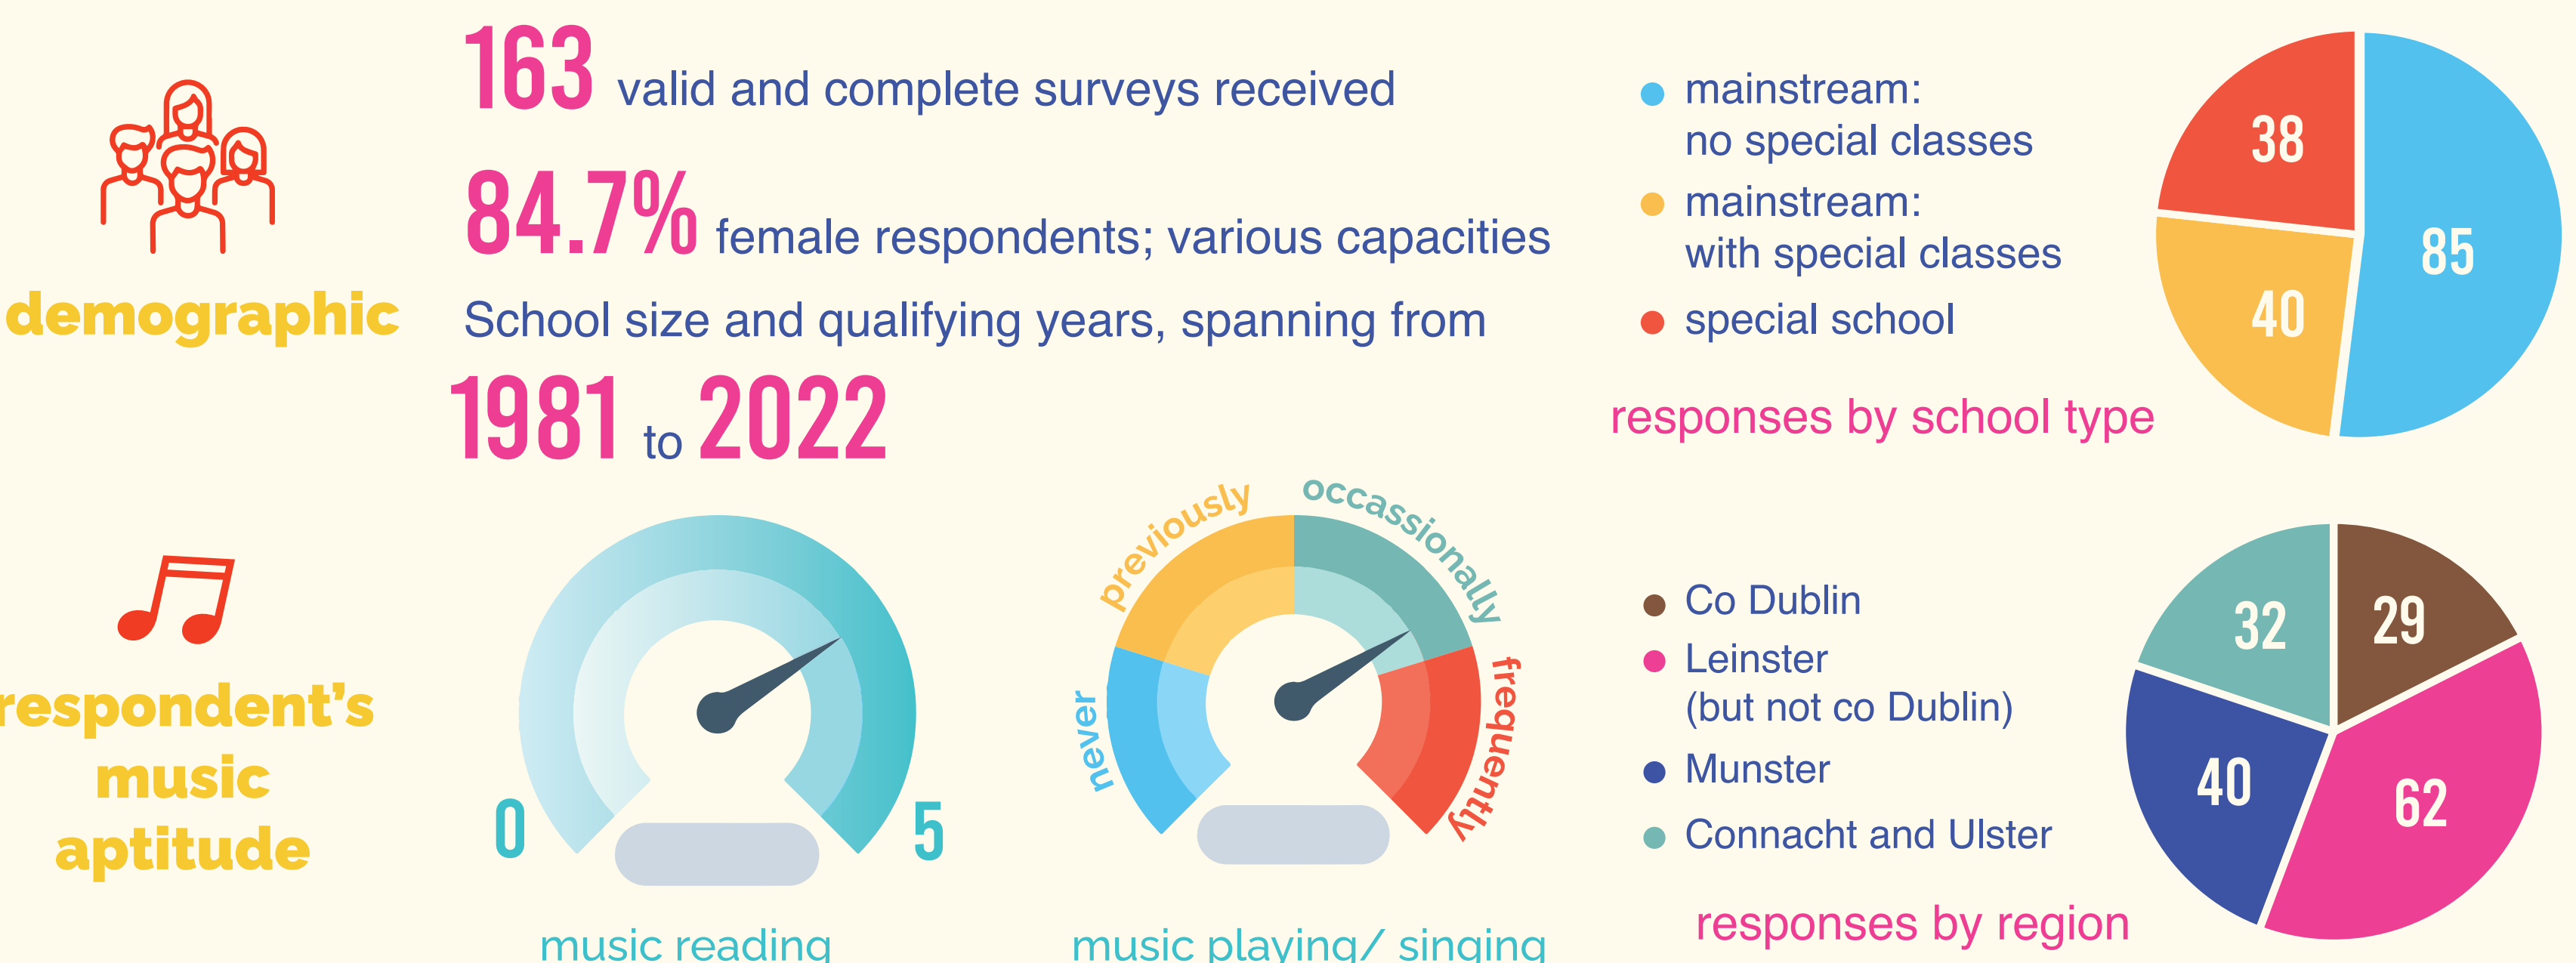 163 valid and complete surveys received
84.7% female respondents; various capacities
School size and qualifying years, spanning from
1981 to 2022
demographic
mainstream:
no special classes
mainstream:
with special classes
special school
responses by school type
38
85
40
respondent's
music
aptitude
0
5
music reading
never
previously
occassionally
frequently
music playing/ singing
Co Dublin
Leinster
(but not co Dublin)
Munster
Connacht and Ulster
responses by region
32
29
40
62